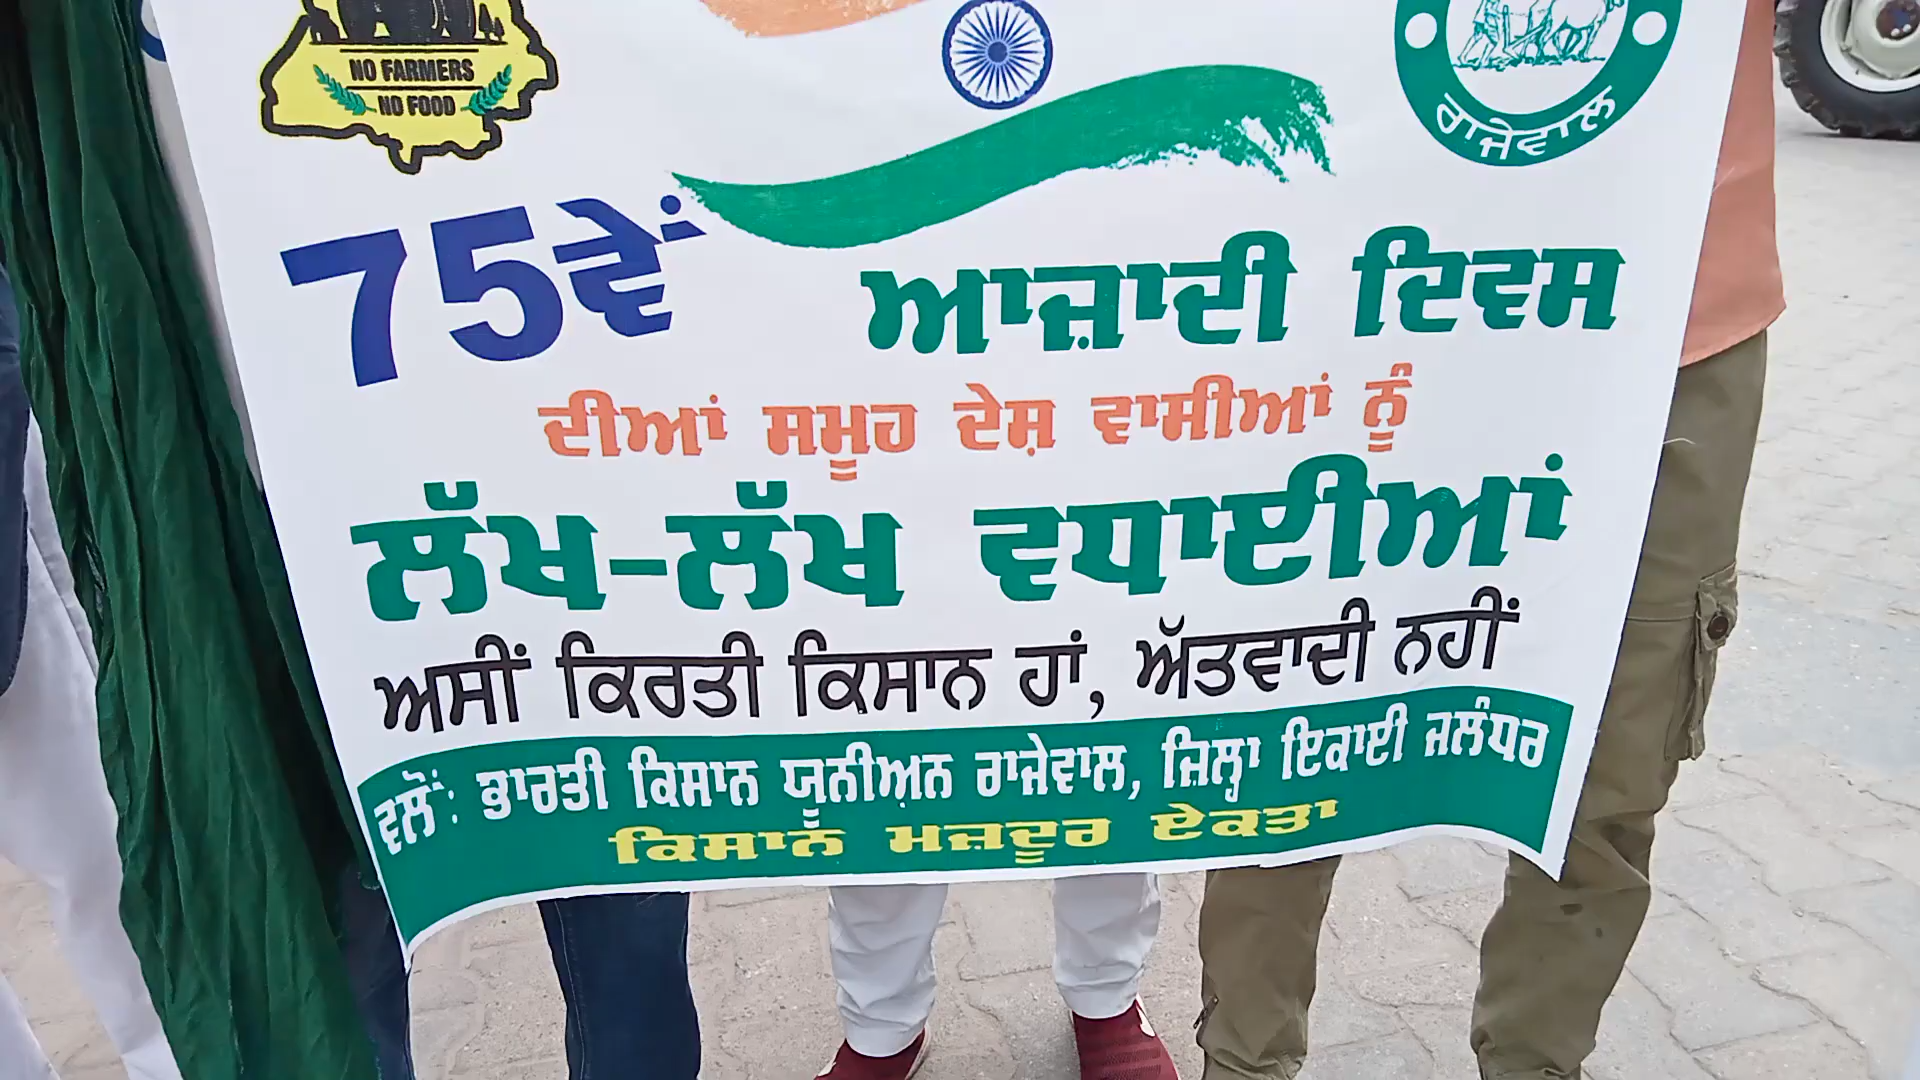 NO FARMERS
NO FOOD
ਰਾਜੇਵਾਲ
75ਵੇਂ ਆਜ਼ਾਦੀ ਦਿਵਸ
ਦੀਆਂ ਸਮੂਹ ਦੇਸ਼ ਵਾਸੀਆਂ ਨੂੰ
ਲੱਖ-ਲੱਖ ਵਧਾਈਆਂ
ਅਸੀਂ ਕਿਰਤੀ ਕਿਸਾਨ ਹਾਂ, ਅੱਤਵਾਦੀ ਨਹੀਂ
ਵਲੋਂ: ਭਾਰਤੀ ਕਿਸਾਨ ਯੂਨੀਅਨ ਰਾਜੇਵਾਲ, ਜ਼ਿਲ੍ਹਾ ਇਕਾਈ ਜਲੰਧਰ
ਕਿਸਾਨ ਮਜ਼ਦੂਰ ਏਕਤਾ